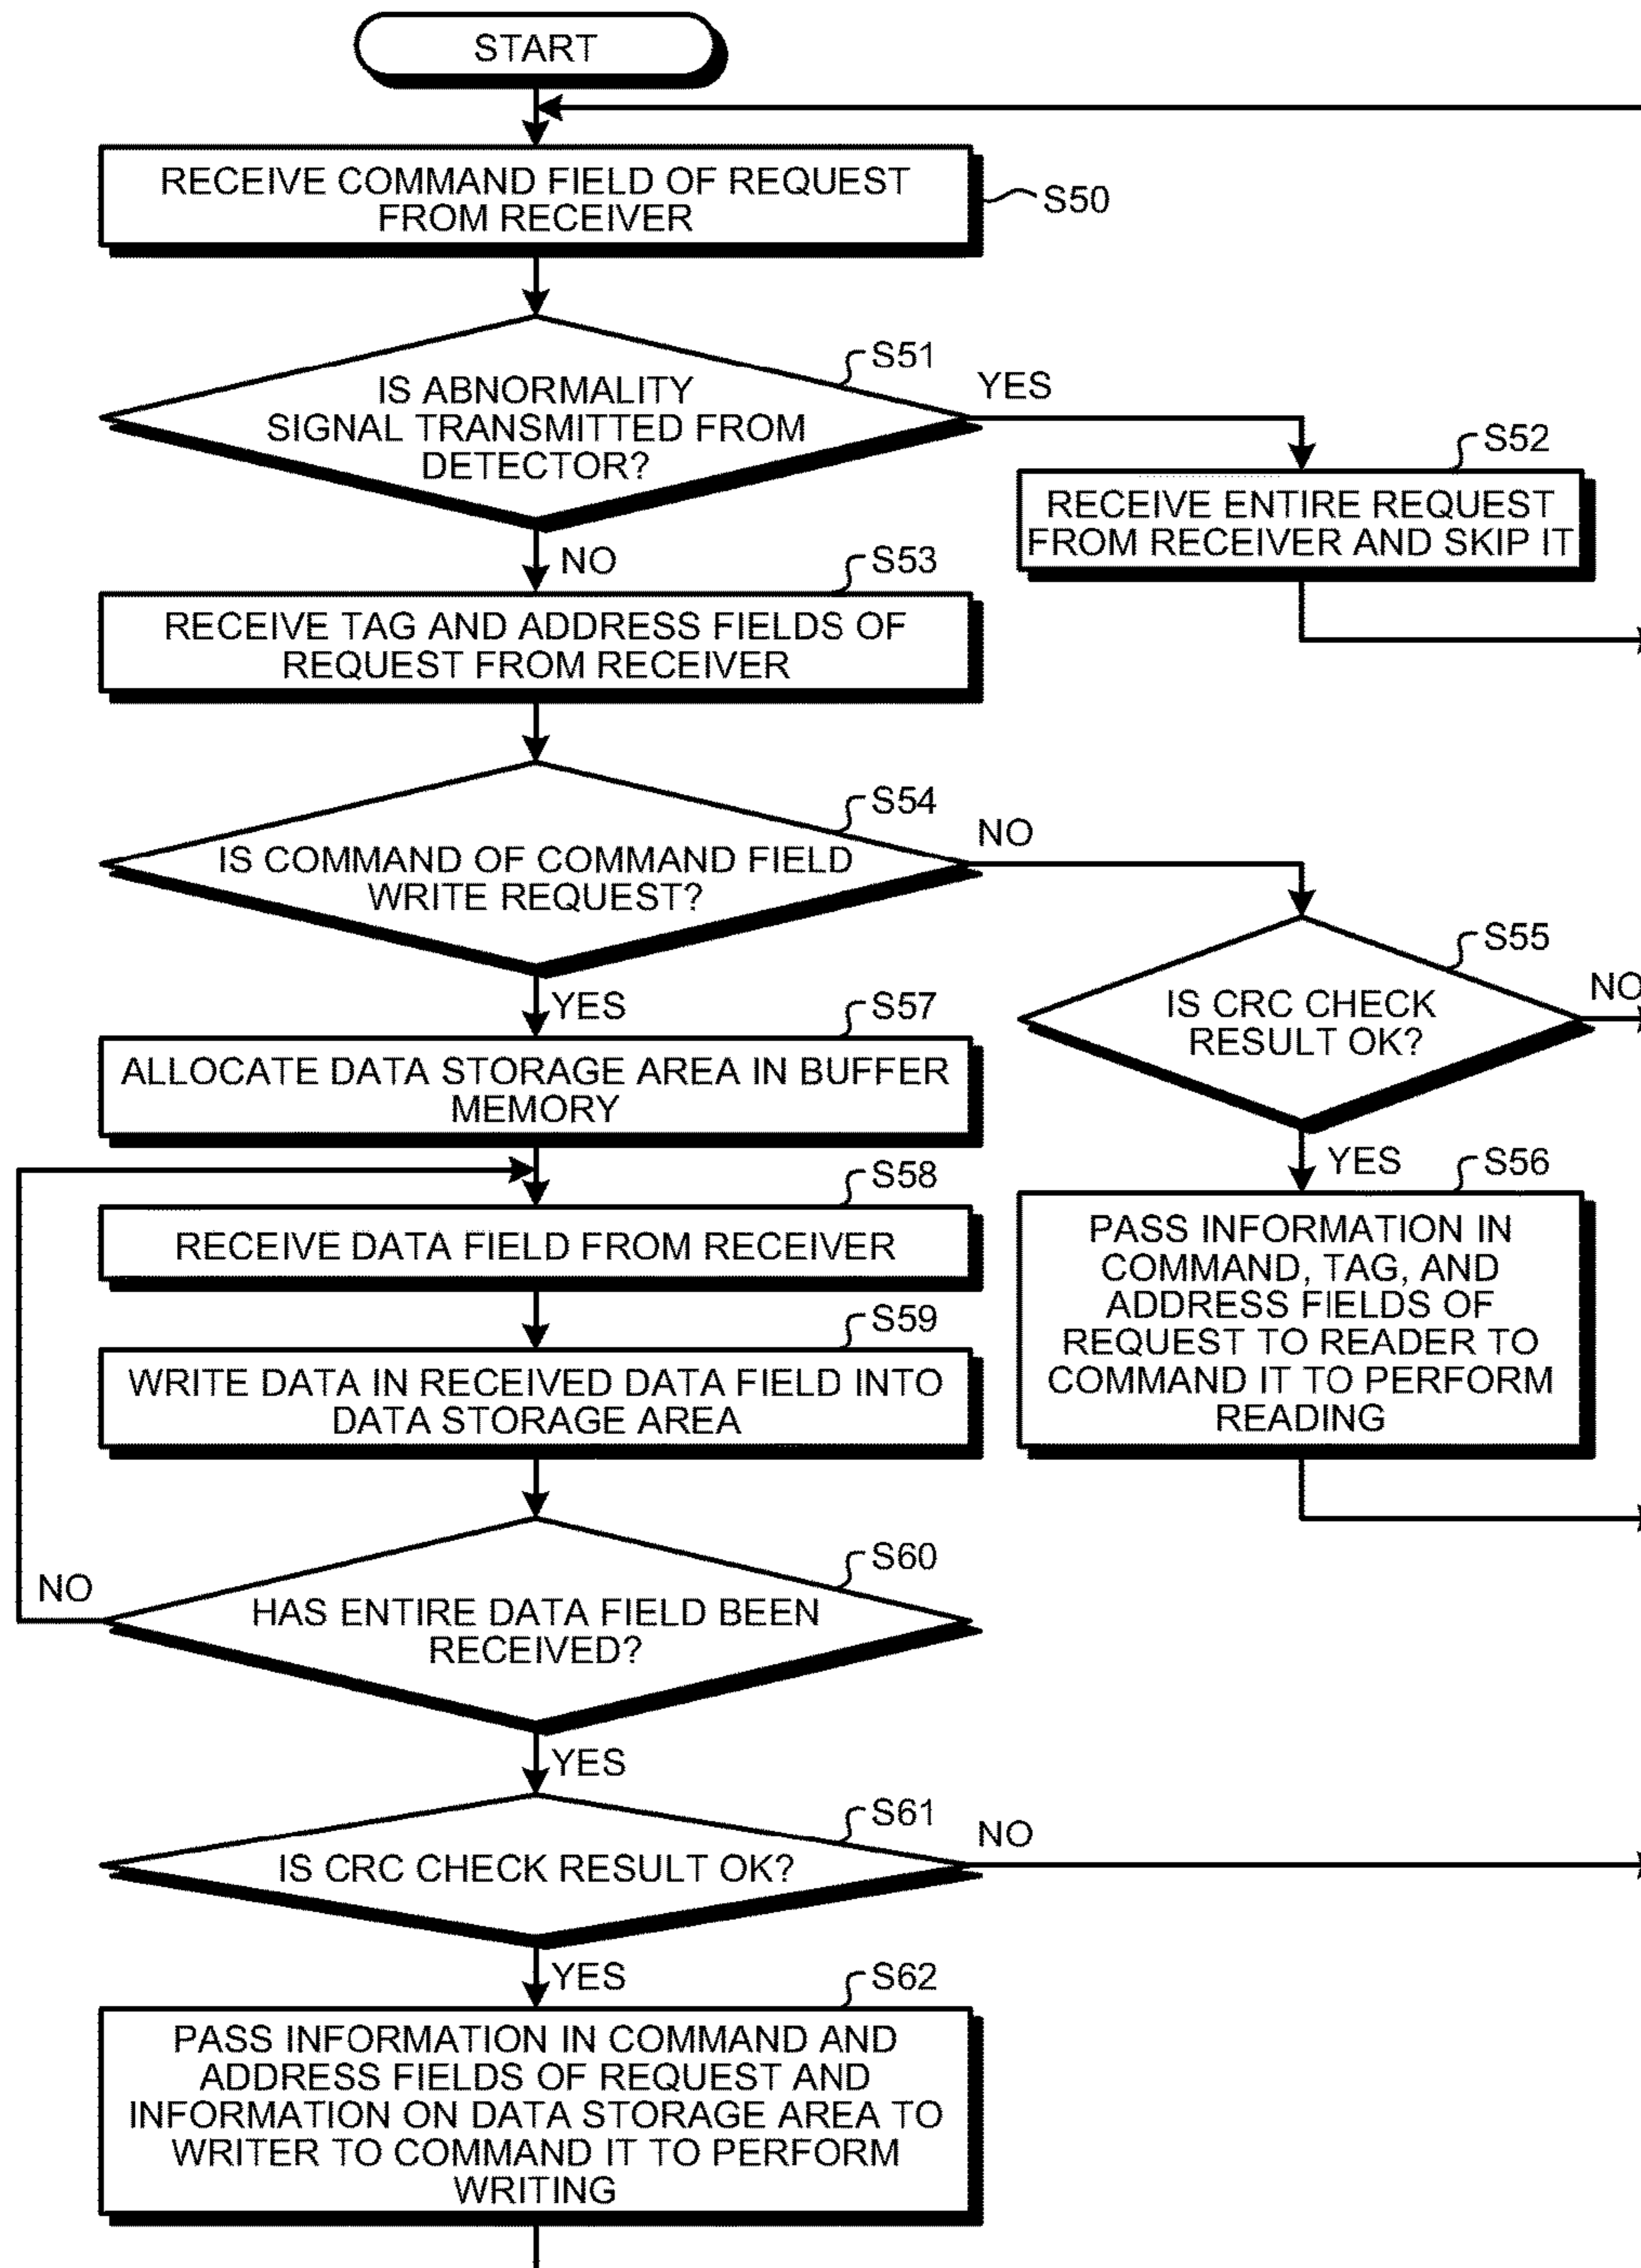 START
RECEIVE COMMAND FIELD OF REQUEST
FROM RECEIVER
S50
S51
IS ABNORMALITY
SIGNAL TRANSMITTED FROM
DETECTOR?
YES
S52
RECEIVE ENTIRE REQUEST
FROM RECEIVER AND SKIP IT
NO
S53
RECEIVE TAG AND ADDRESS FIELDS OF
REQUEST FROM RECEIVER
S54
IS COMMAND OF COMMAND FIELD
WRITE REQUEST?
NO
S55
IS CRC CHECK
RESULT OK?
NO
YES
S56
PASS INFORMATION IN
COMMAND, TAG, AND
ADDRESS FIELDS OF
REQUEST TO READER TO
COMMAND IT TO PERFORM
READING
YES
S57
ALLOCATE DATA STORAGE AREA IN BUFFER
MEMORY
S58
RECEIVE DATA FIELD FROM RECEIVER
S59
WRITE DATA IN RECEIVED DATA FIELD INTO
DATA STORAGE AREA
S60
NO
HAS ENTIRE DATA FIELD BEEN
RECEIVED?
YES
S61
NO
IS CRC CHECK RESULT OK?
YES
S62
PASS INFORMATION IN COMMAND AND
ADDRESS FIELDS OF REQUEST AND
INFORMATION ON DATA STORAGE AREA TO
WRITER TO COMMAND IT TO PERFORM
WRITING